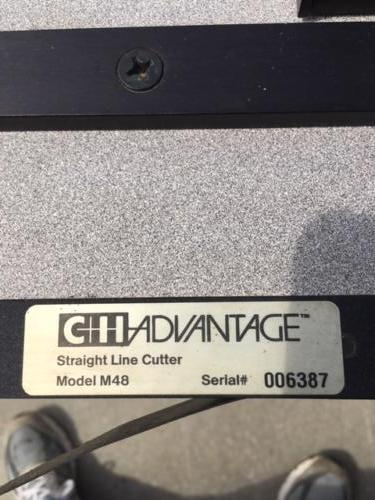 C+H ADVANTAGE™
Straight Line Cutter
Model M48 Serial# 006387